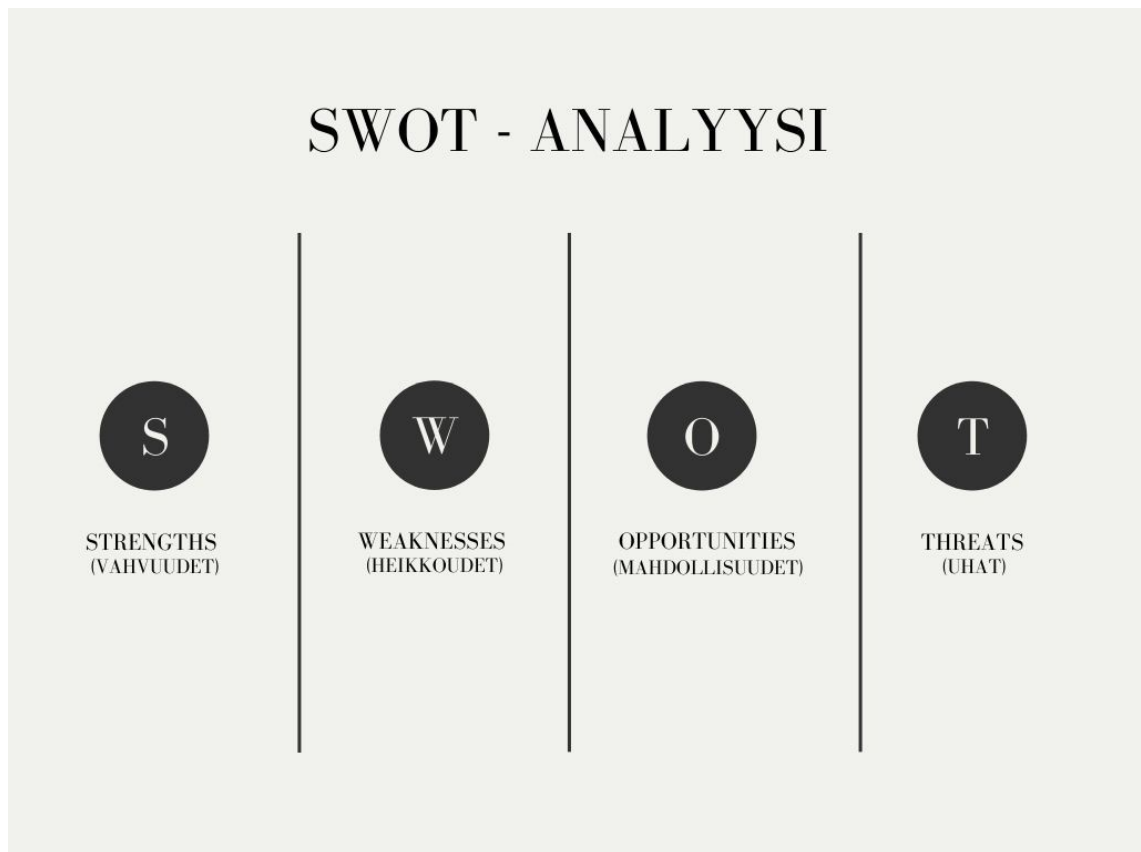 SWOT - ANALYYSI
S
STRENGTHS
(VAHVUUDET)
W
WEAKNESSES
(HEIKKOUDET)
O
OPPORTUNITIES
(MAHDOLLISUUDET)
T
THREATS
(UHAT)